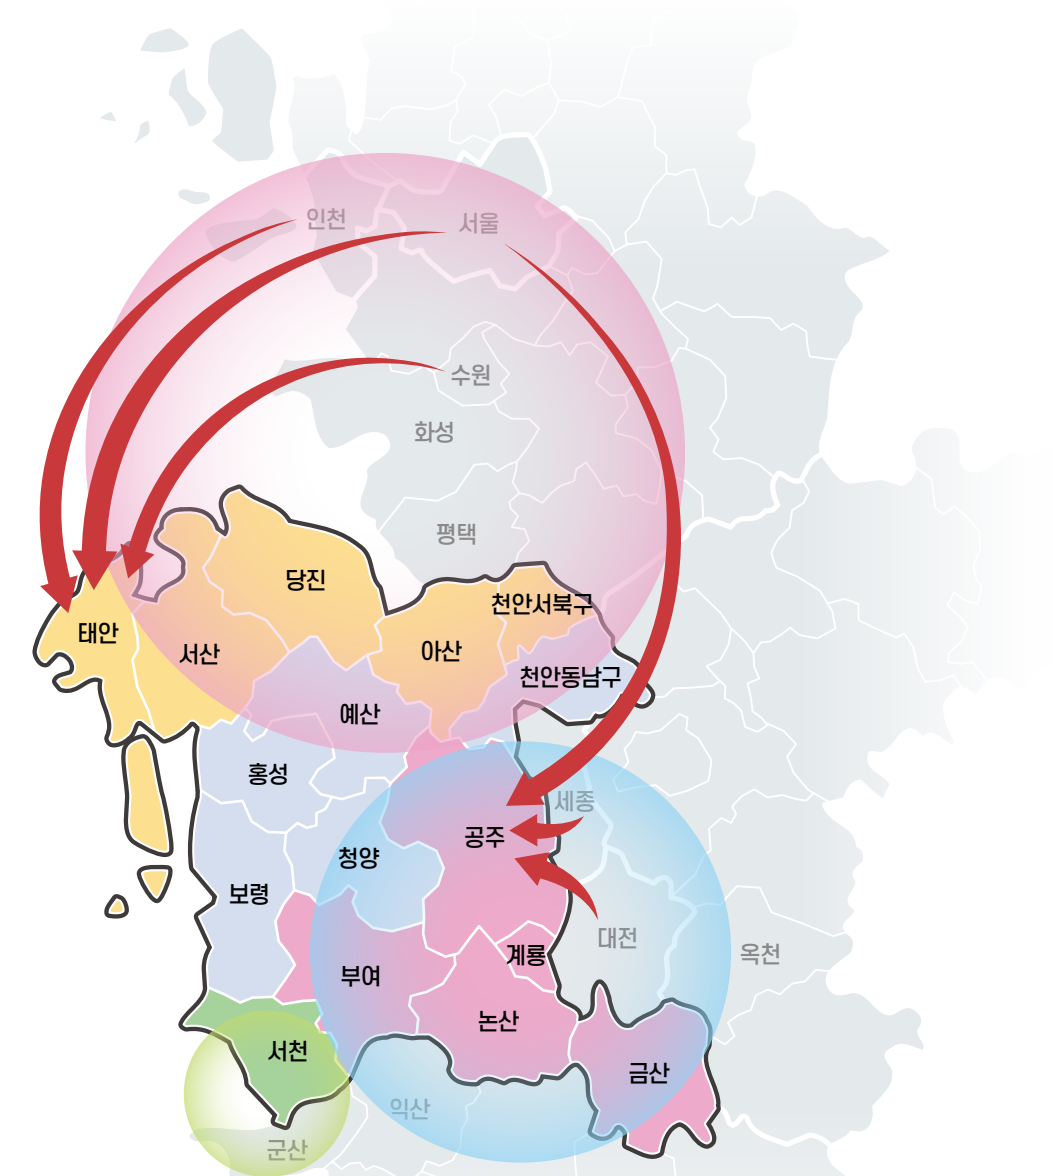 인천
서울
수원
화성
평택
당진
천안서북구
태안
서산
아산
천안동남구
예산
홍성
세종
공주
청양
보령
대전
계룡
옥천
부여
논산
서천
금산
익산
군산